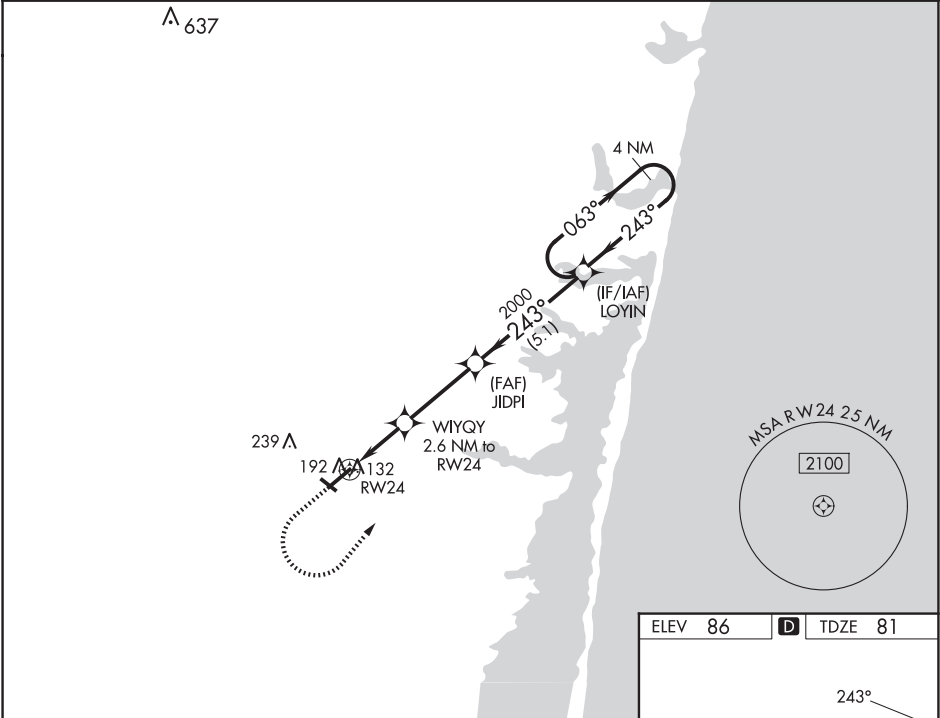 637
4 NM
063°
243°
(IF/IAF)
LOYIN
2000
243°
(5.1)
(FAF)
JIDPI
WIYQY
2.6 NM to
RW24
239
192
132
RW24
MSA RW24 25 NM
2100
ELEV 86 D TDZE 81
243°